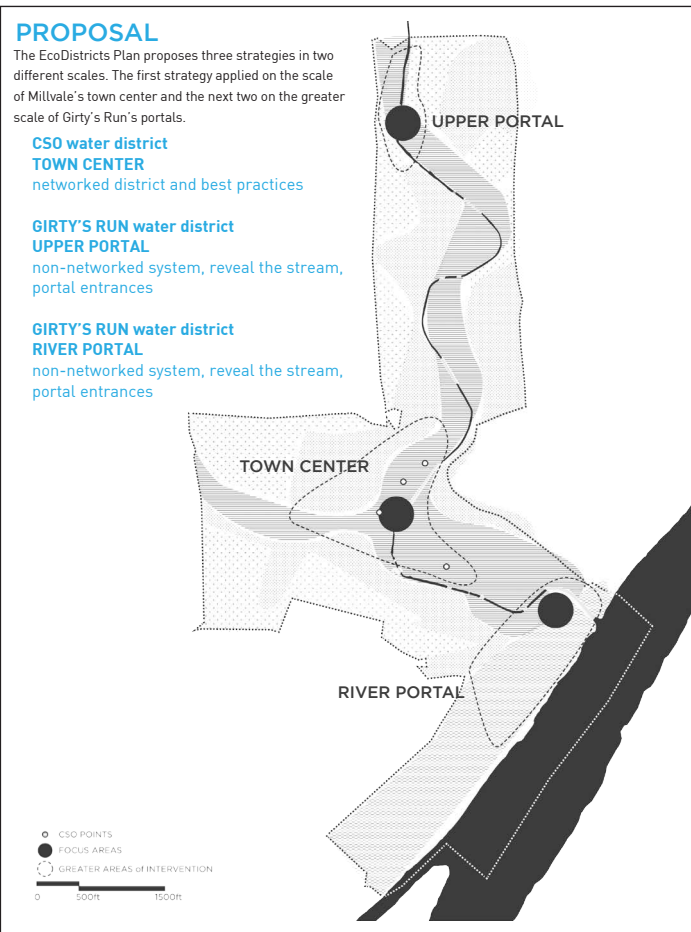 PROPOSAL
The EcoDistricts Plan proposes three strategies in two
different scales. The first strategy applied on the scale
of Millvale's town center and the next two on the greater
scale of Girty's Run's portals.
CSO water district
TOWN CENTER
networked district and best practices
GIRTY'S RUN water district
UPPER PORTAL
non-networked system, reveal the stream,
portal entrances
GIRTY'S RUN water district
RIVER PORTAL
non-networked system, reveal the stream,
portal entrances
UPPER PORTAL
TOWN CENTER
RIVER PORTAL
CSO POINTS
FOCUS AREAS
GREATER AREAS of INTERVENTION
0 500ft 1500ft